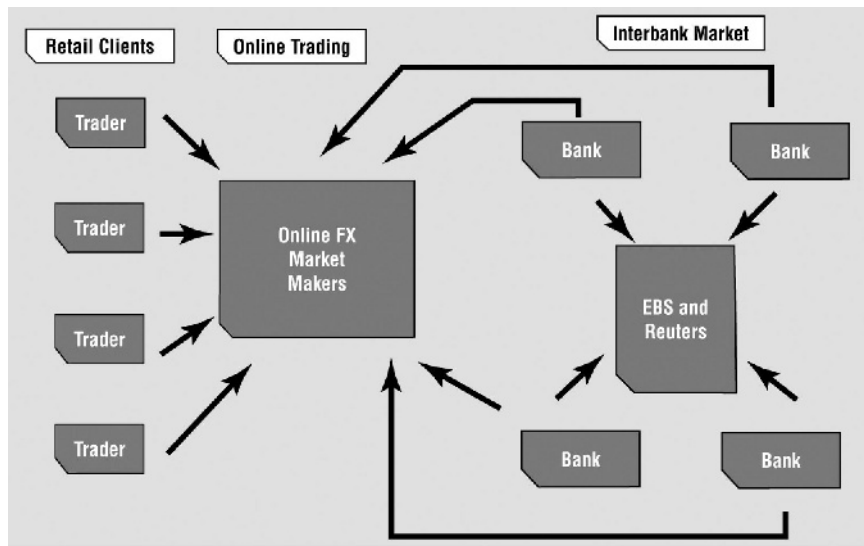 Retail Clients
Online Trading
Interbank Market
Trader
Bank
Bank
Trader
Online FX
Market
Makers
EBS and
Reuters
Trader
Trader
Bank
Bank